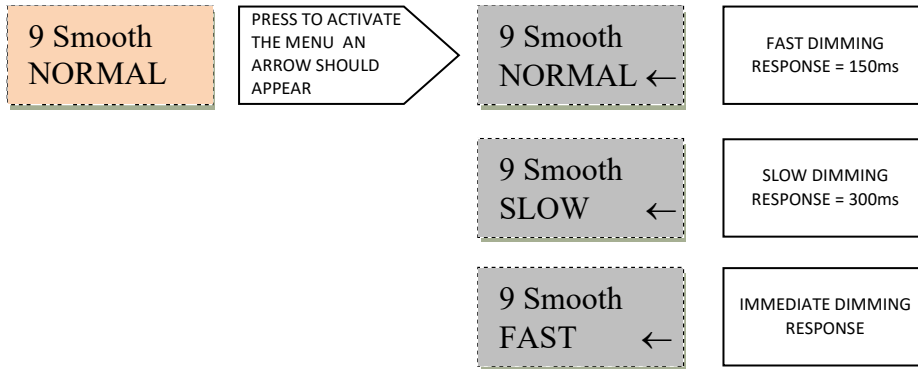 9 Smooth
NORMAL
PRESS TO ACTIVATE
THE MENU AN
ARROW SHOULD
APPEAR
9 Smooth
NORMAL ←
FAST DIMMING
RESPONSE = 150ms
9 Smooth
SLOW ←
SLOW DIMMING
RESPONSE = 300ms
9 Smooth
FAST ←
IMMEDIATE DIMMING
RESPONSE